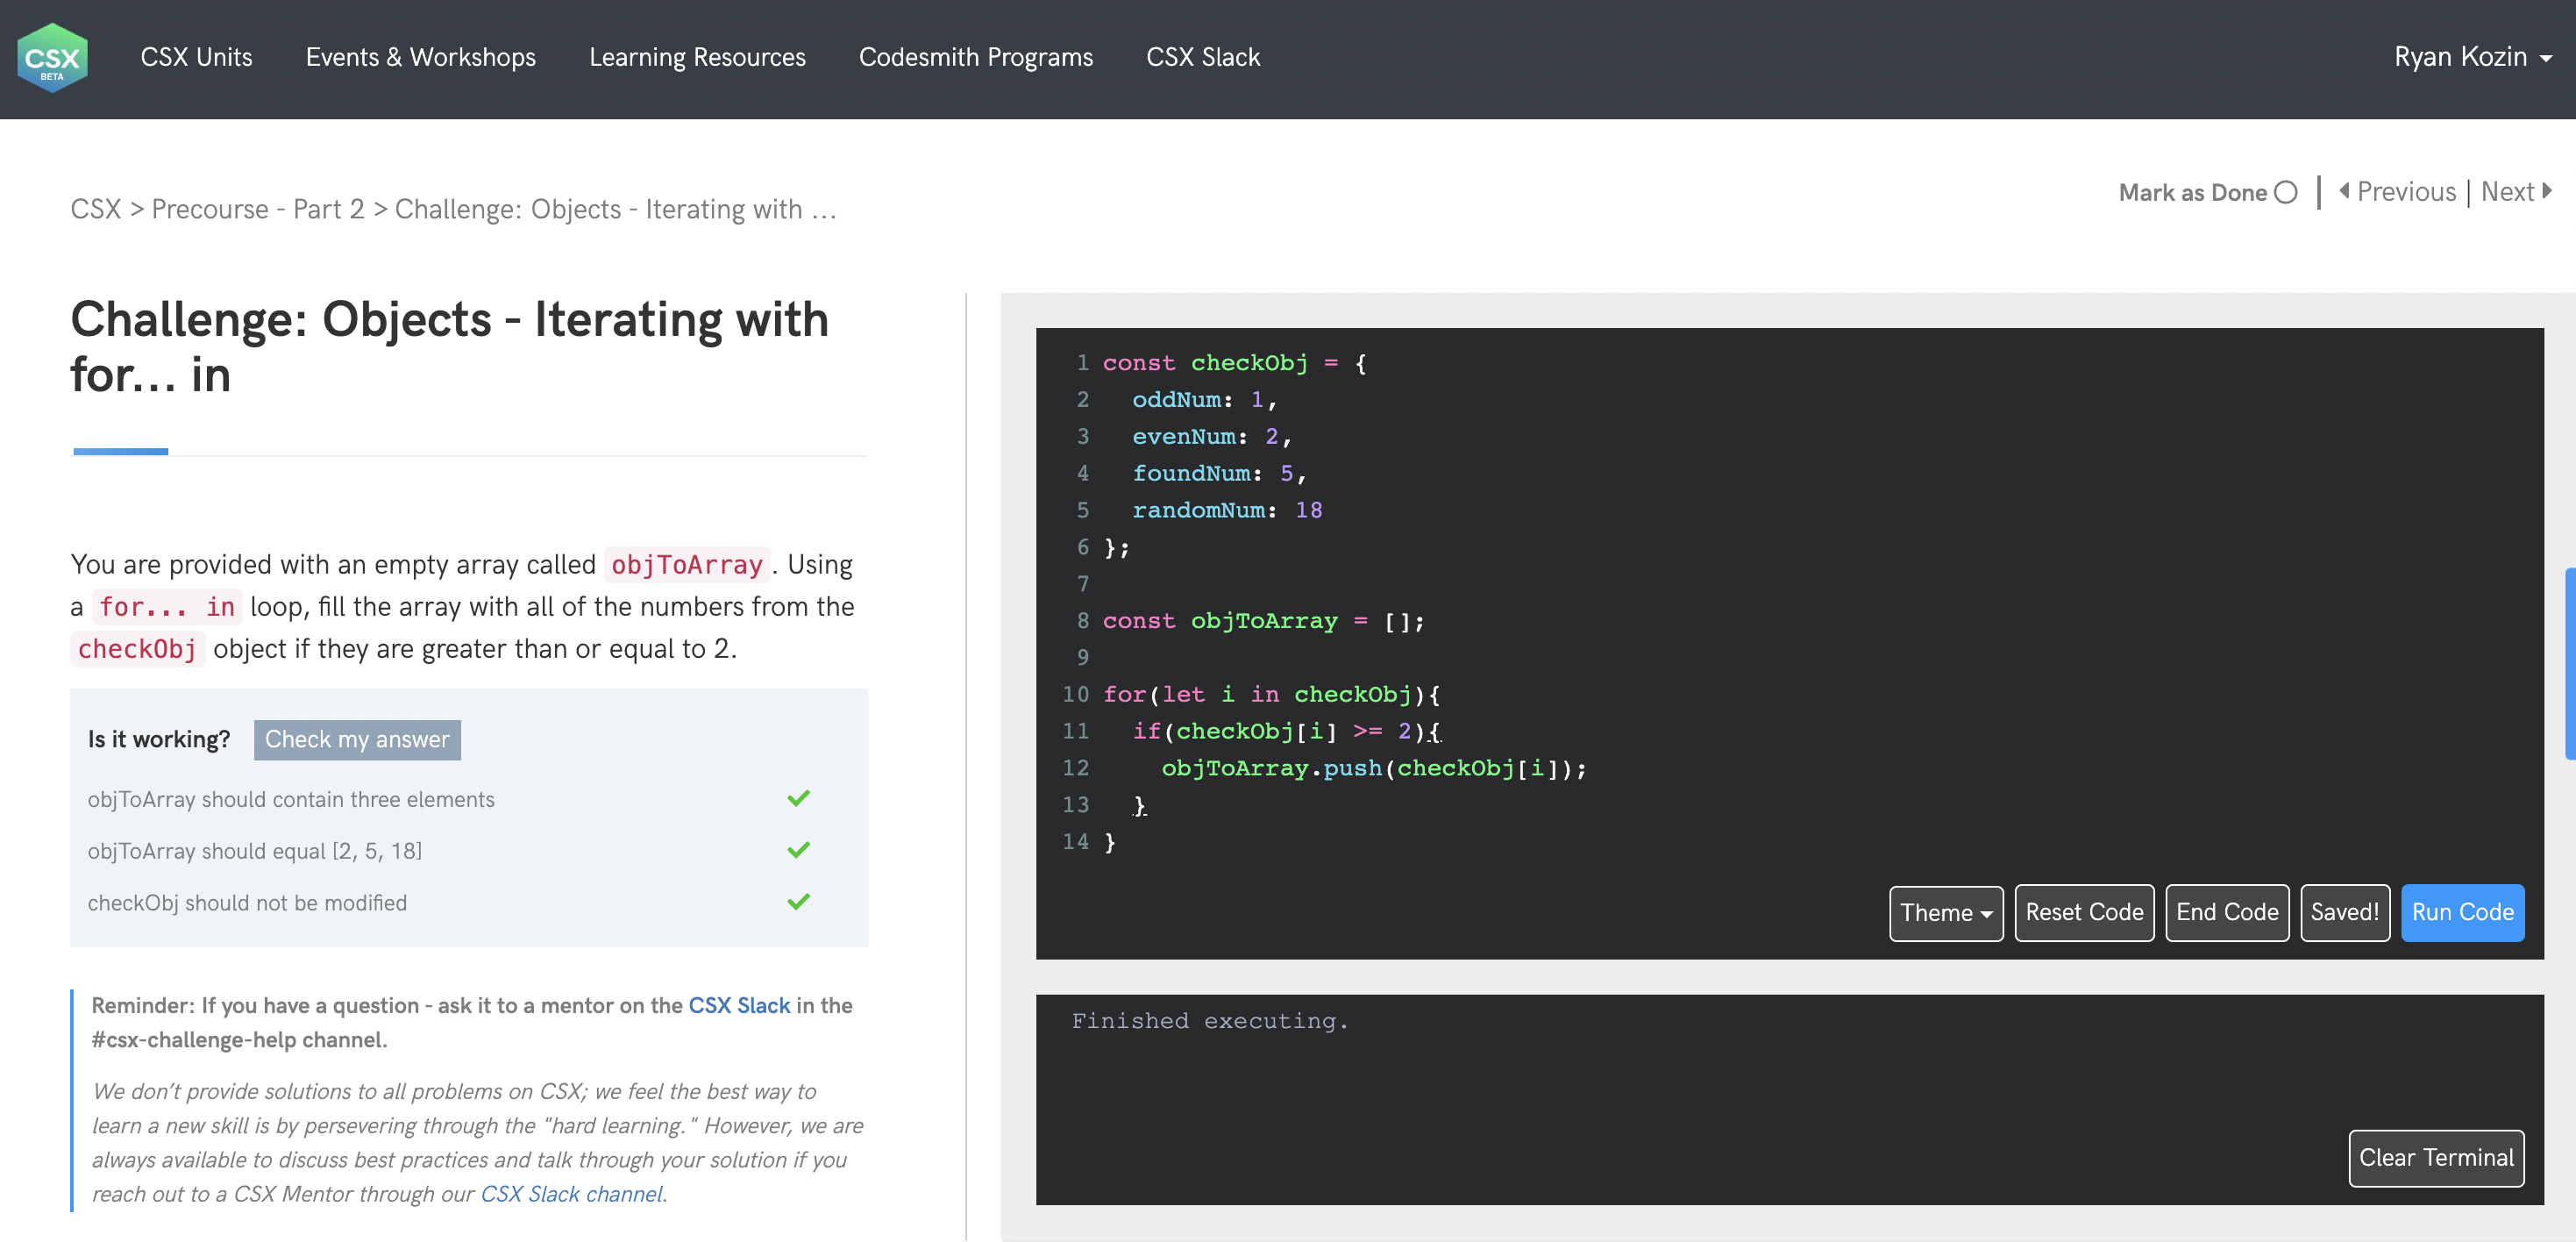 CSX
BETA
CSX Units
Events & Workshops
Learning Resources
Codesmith Programs
CSX Slack
Ryan Kozin
CSX > Precourse - Part 2 > Challenge: Objects - Iterating with ...
Mark as Done
Previous | Next
Challenge: Objects - Iterating with
for... in
You are provided with an empty array called objToArray. Using
a for... in loop, fill the array with all of the numbers from the
checkObj object if they are greater than or equal to 2.
Is it working? Check my answer
objToArray should contain three elements
objToArray should equal [2, 5, 18]
checkObj should not be modified
Reminder: If you have a question - ask it to a mentor on the CSX Slack in the
#csx-challenge-help channel.
We don’t provide solutions to all problems on CSX; we feel the best way to
learn a new skill is by persevering through the "hard learning." However, we are
always available to discuss best practices and talk through your solution if you
reach out to a CSX Mentor through our CSX Slack channel.
1 const checkObj = {
2   oddNum: 1,
3   evenNum: 2,
4   foundNum: 5,
5   randomNum: 18
6 };
7
8 const objToArray = [];
9
10 for(let i in checkObj){
11   if(checkObj[i] >= 2){
12     objToArray.push(checkObj[i]);
13   }
14 }
Theme
Reset Code
End Code
Saved!
Run Code
Finished executing.
Clear Terminal